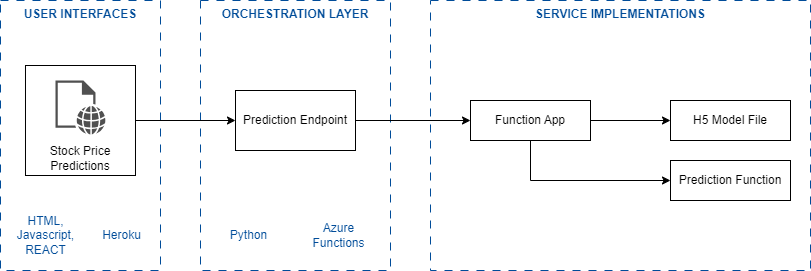 USER INTERFACES
ORCHESTRATION LAYER
SERVICE IMPLEMENTATIONS
Stock Price
Predictions
Prediction Endpoint
Function App
H5 Model File
Prediction Function
HTML,
Javascript,
REACT
Heroku
Python
Azure
Functions